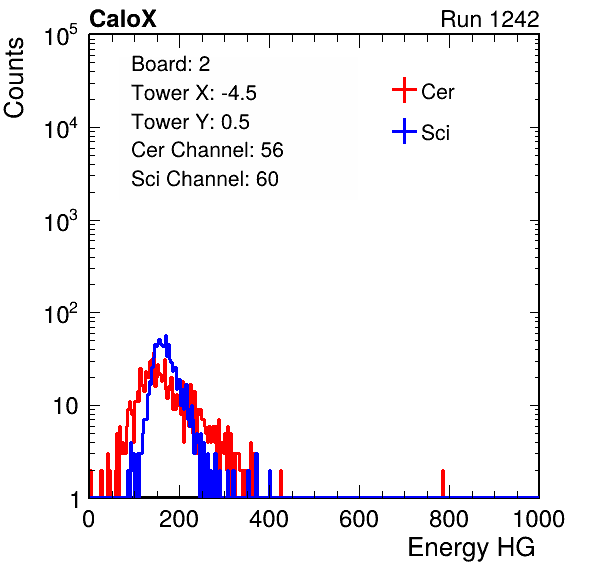 CaloX Run 1242
Counts
Board: 2
Tower X: -4.5
Tower Y: 0.5
Cer Channel: 56
Sci Channel: 60
Cer
Sci
10^5
10^4
10^3
10^2
10
1
0 200 400 600 800 1000
Energy HG